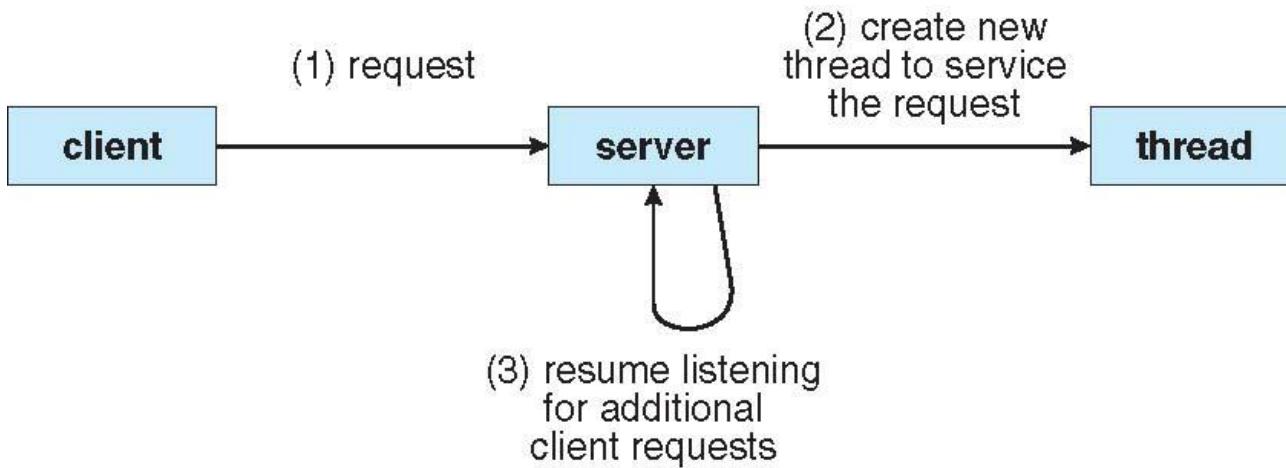 (1) request
(2) create new
thread to service
the request
client
server
thread
(3) resume listening
for additional
client requests